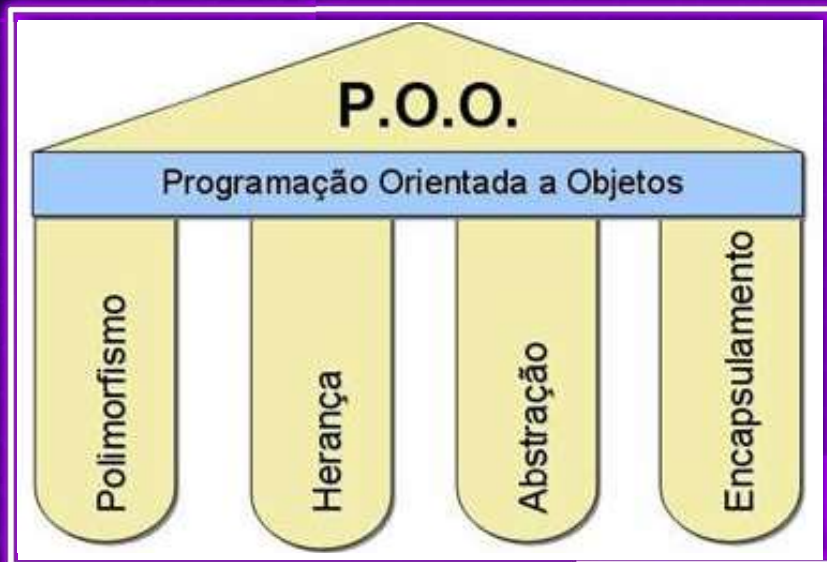 P.O.O.
Programação Orientada a Objetos
Polimorfismo
Herança
Abstração
Encapsulamento